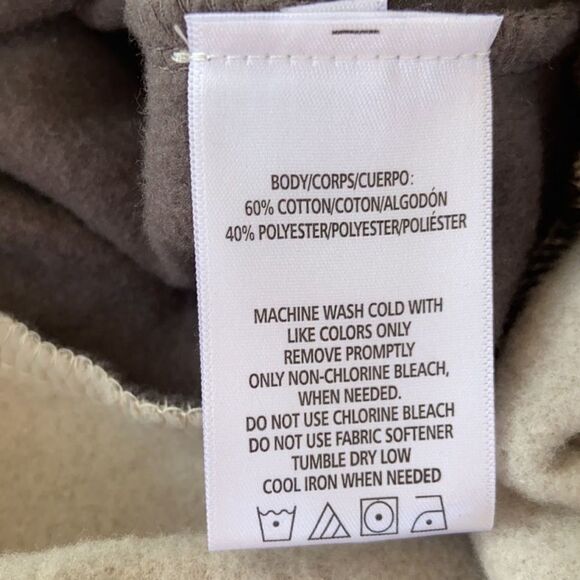 BODY/CORPS/CUERPO:
60% COTTON/COTON/ALGODÓN
40% POLYESTER/POLYESTER/POLIÉSTER
MACHINE WASH COLD WITH
LIKE COLORS ONLY
REMOVE PROMPTLY
ONLY NON-CHLORINE BLEACH,
WHEN NEEDED.
DO NOT USE CHLORINE BLEACH
DO NOT USE FABRIC SOFTENER
TUMBLE DRY LOW
COOL IRON WHEN NEEDED